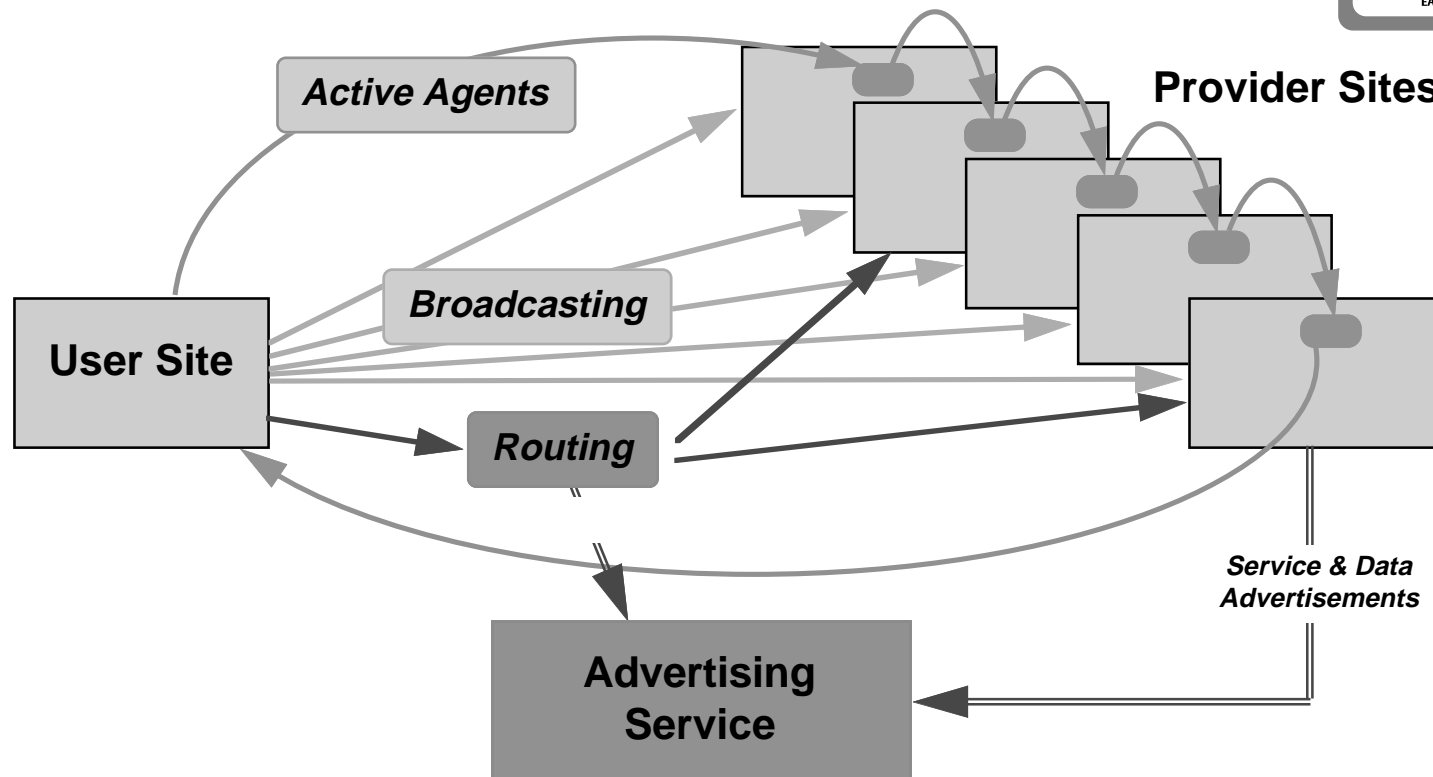 Active Agents
Provider Sites
Broadcasting
User Site
Routing
Service & Data
Advertisements
Advertising
Service